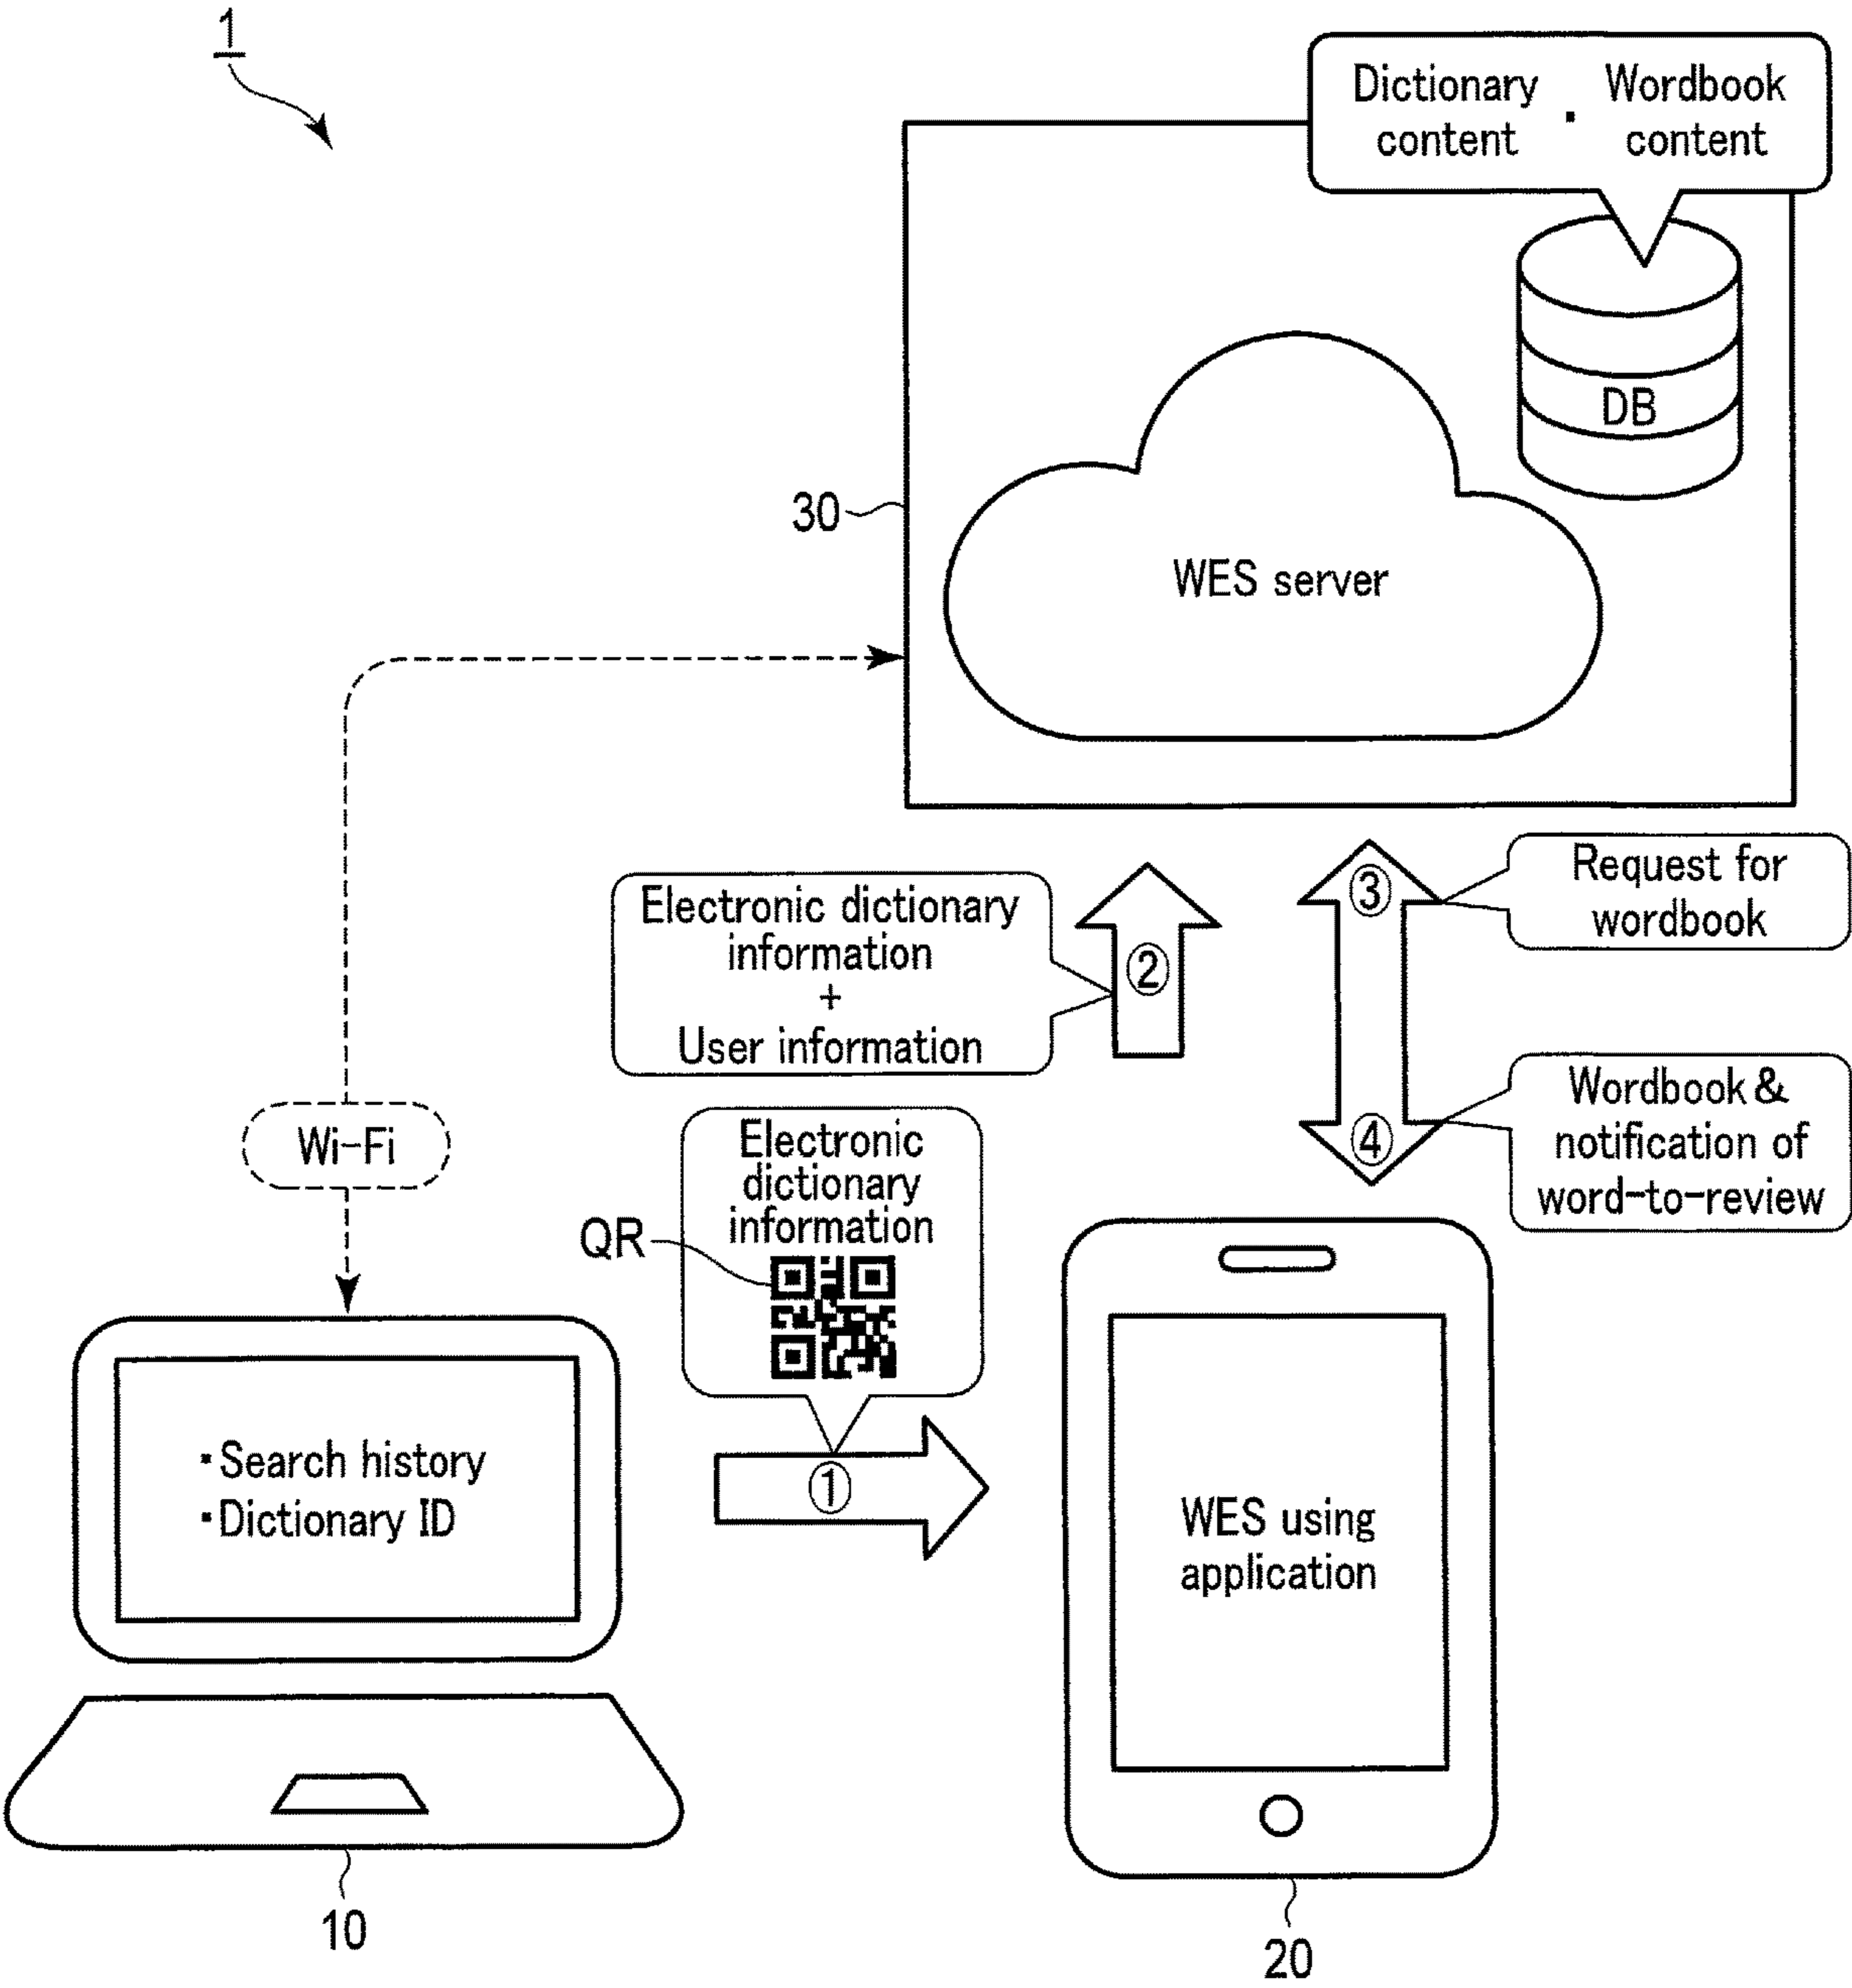 1
Dictionary content
・
Wordbook content
DB
30
WES server
Request for
wordbook
③
Electronic dictionary
information
+
User information
②
Wordbook &
notification of
word-to-review
④
Wi-Fi
Electronic
dictionary
information
QR
①
・Search history
・Dictionary ID
WES using
application
10
20